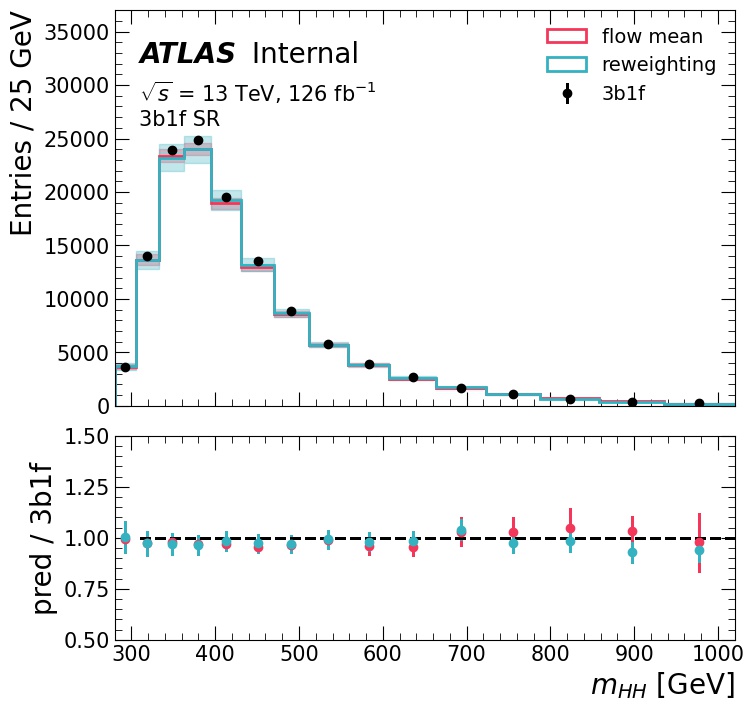 ATLAS Internal
√s = 13 TeV, 126 fb⁻¹
3b1f SR
flow mean
reweighting
3b1f
Entries / 25 GeV
35000
30000
25000
20000
15000
10000
5000
0
pred / 3b1f
1.50
1.25
1.00
0.75
0.50
300 400 500 600 700 800 900 1000
m_HH [GeV]